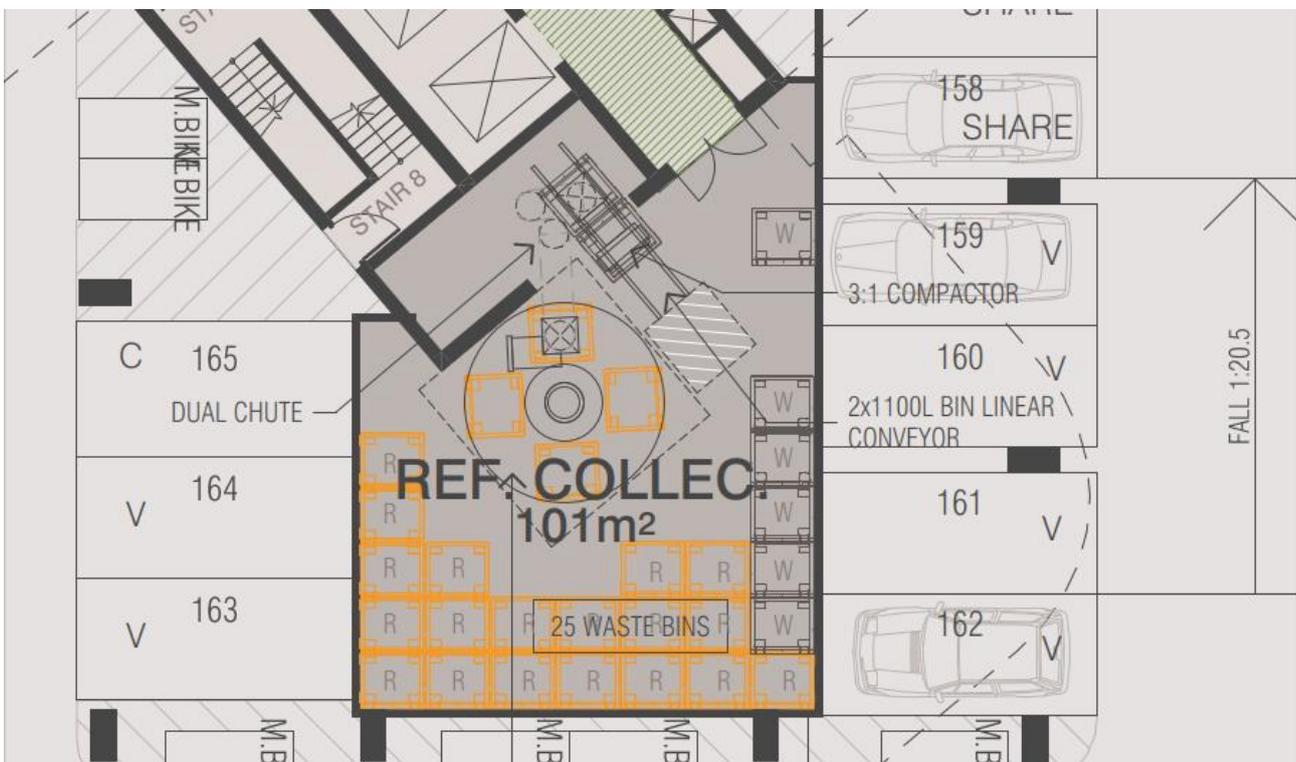 SHARE
158
SHARE
M.BIKE
M.BIKE
STAIR 8
159
V
W
3:1 COMPACTOR
C
165
160
V
DUAL CHUTE
W
2x1100L BIN LINEAR
CONVEYOR
FALL 1:20.5
R
W
REF. COLLEC.
164
V
R
101m²
W
161
V
R
R
R
R
W
163
V
R
R
R
25 WASTE BINS
R
W
162
V
R
R
R
R
R
R
R
M.B
M.B
M.B
M.B